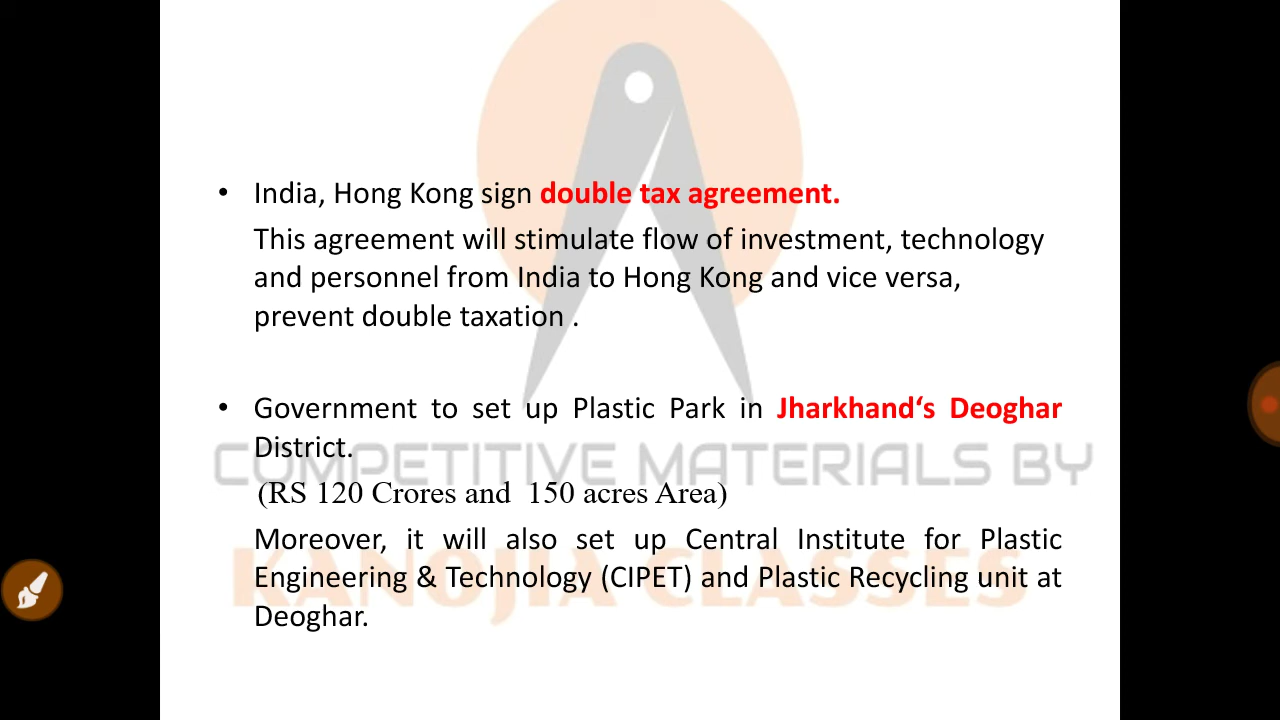 • India, Hong Kong sign double tax agreement.
This agreement will stimulate flow of investment, technology
and personnel from India to Hong Kong and vice versa,
prevent double taxation .
• Government to set up Plastic Park in Jharkhand‘s Deoghar
District.
COMPETITIVE MATERIALS BY
(RS 120 Crores and 150 acres Area)
Moreover, it will also set up Central Institute for Plastic
KANOJIA CLASSES
Engineering & Technology (CIPET) and Plastic Recycling unit at
Deoghar.